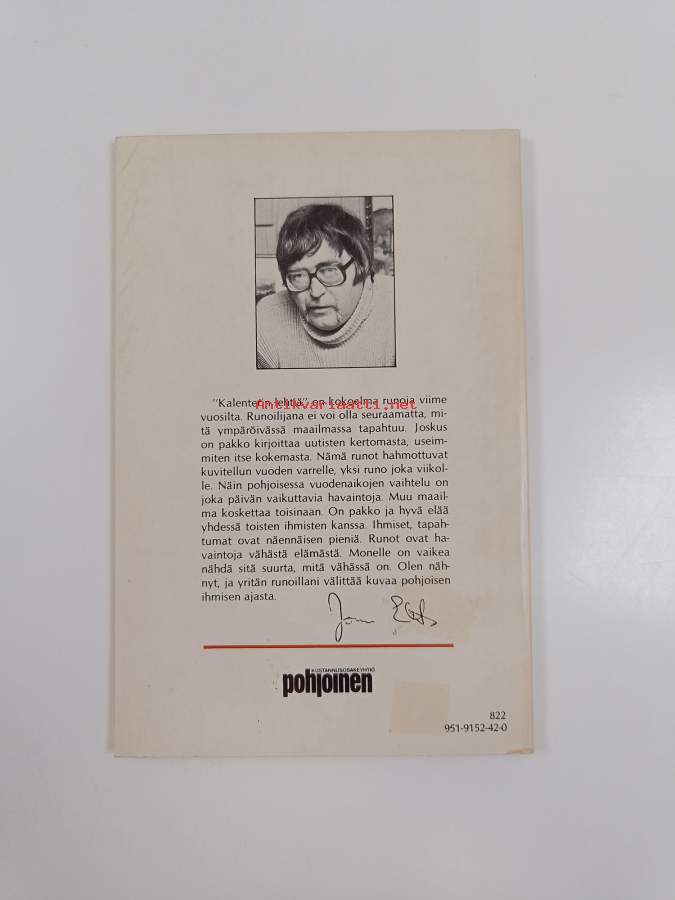 "Kalenterin lehtiä" on kokoelma runoja viime
antikvariaatti.net
vuosilta. Runoilijana ei voi olla seuraamatta, mi-
tä ympäröivässä maailmassa tapahtuu. Joskus
on pakko kirjoittaa uutisten kertomasta, useim-
miten itse kokemasta. Nämä runot hahmottuvat
kuvitellun vuoden varrelle, yksi runo joka viikol-
le. Näin pohjoisessa vuodenaikojen vaihtelu on
joka päivän vaikuttavia havaintoja. Muu maail-
ma koskettaa toisinaan. On pakko ja hyvä elää
yhdessä toisten ihmisten kanssa. Ihmiset, tapah-
tumat ovat näennäisen pieniä. Runot ovat ha-
vaintoja vähästä elämästä. Monelle on vaikea
nähdä sitä suurta, mitä vähässä on. Olen näh-
nyt, ja yritän runoillani välittää kuvaa pohjoisen
ihmisen ajasta.
KUSTANNUSOSAKEYHTIÖ
pohjoinen
822
951-9152-42-0